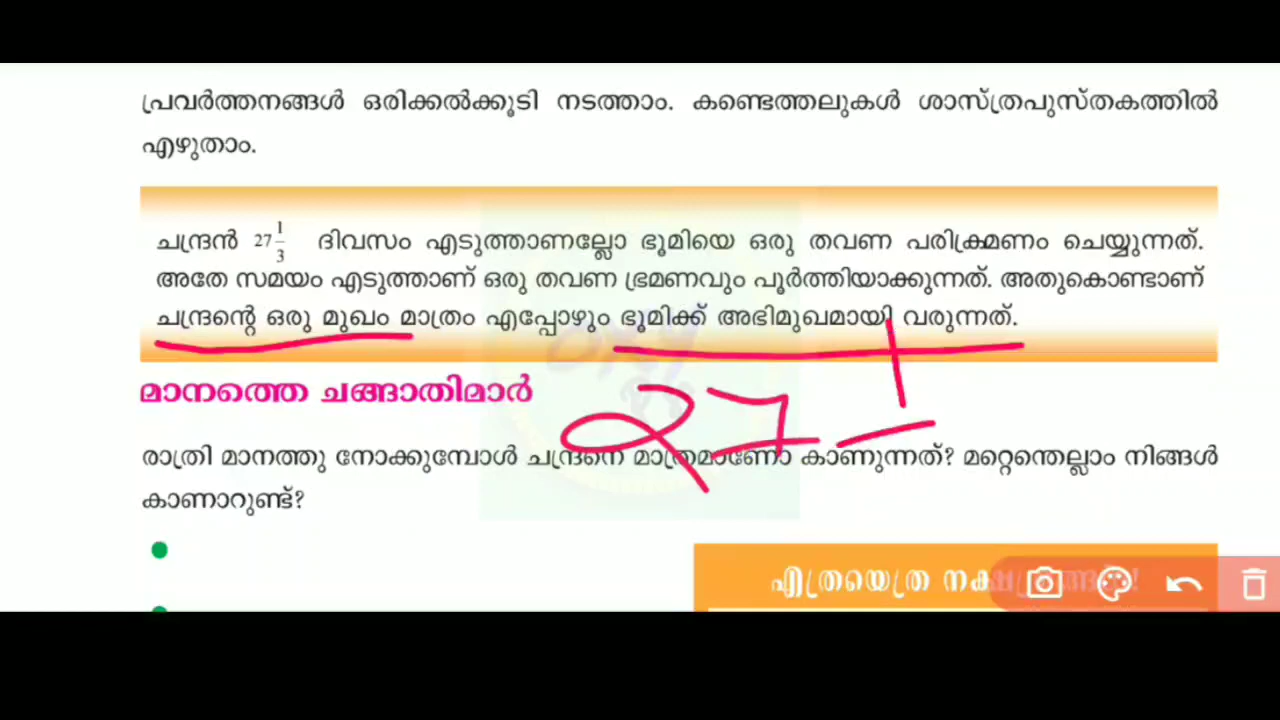 പ്രവർത്തനങ്ങൾ ഒരിക്കൽക്കൂടി നടത്താം. കണ്ടെത്തലുകൾ ശാസ്ത്രപുസ്തകത്തിൽ
എഴുതാം.
ചന്ദ്രൻ 27 1/3 ദിവസം എടുത്താണല്ലോ ഭൂമിയെ ഒരു തവണ പരിക്രമണം ചെയ്യുന്നത്.
അതേ സമയം എടുത്താണ് ഒരു തവണ ഭ്രമണവും പൂർത്തിയാക്കുന്നത്. അതുകൊണ്ടാണ്
ചന്ദ്രന്റെ ഒരു മുഖം മാത്രം എപ്പോഴും ഭൂമിക്ക് അഭിമുഖമായി വരുന്നത്.
മാനത്തെ ചങ്ങാതിമാർ
27 1
രാത്രി മാനത്തു നോക്കുമ്പോൾ ചന്ദ്രനെ മാത്രമാണോ കാണുന്നത്? മറ്റെന്തെല്ലാം നിങ്ങൾ
കാണാറുണ്ട്?
എത്രയെത്ര